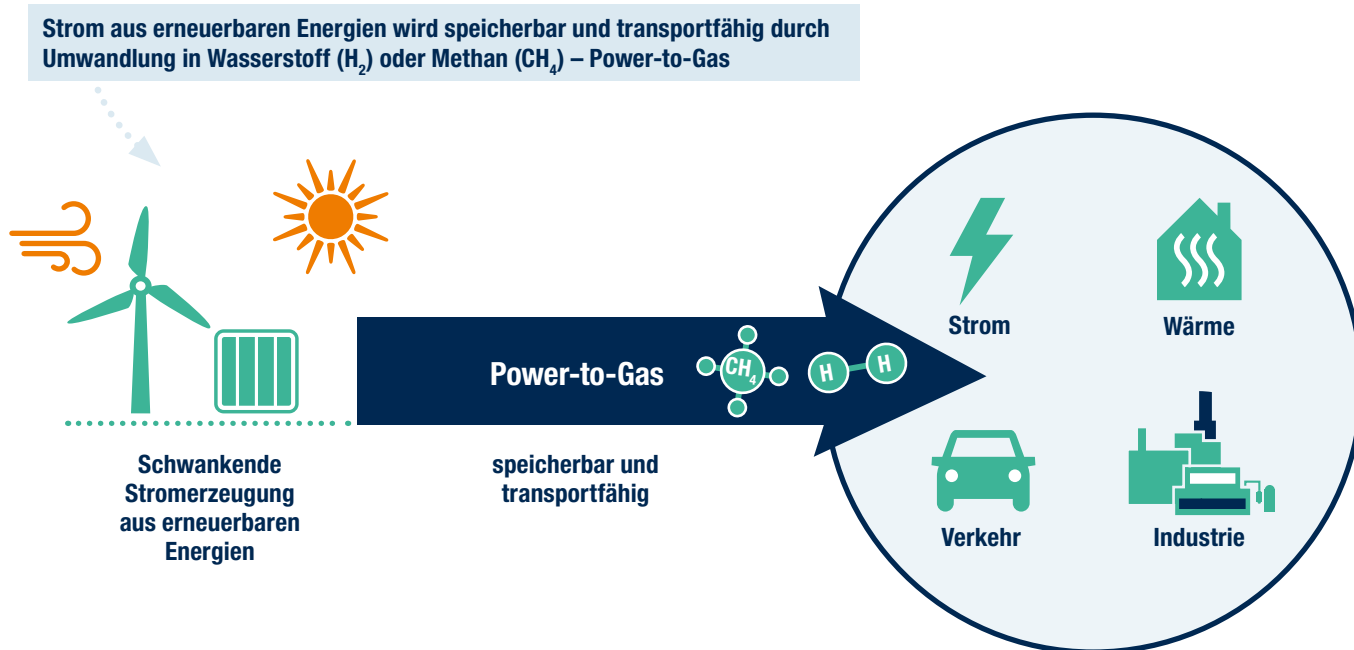 Strom aus erneuerbaren Energien wird speicherbar und transportfähig durch
Umwandlung in Wasserstoff (H₂) oder Methan (CH₄) – Power-to-Gas
Strom
Wärme
Power-to-Gas
CH₄
H
H
Schwankende
Stromerzeugung
aus erneuerbaren
Energien
speicherbar und
transportfähig
Verkehr
Industrie